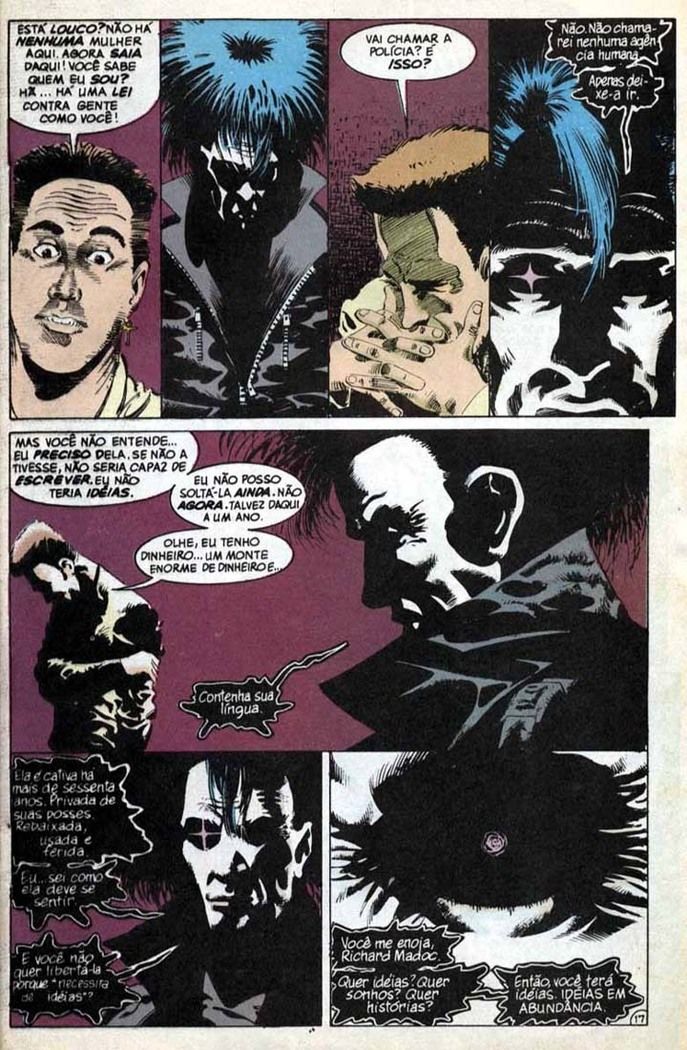 ESTÁ LOUCO? NÃO HÁ
NENHUMA MULHER
AQUI. AGORA SAIA
DAQUI! VOCÊ SABE
QUEM EU SOU?
HÃ... HÁ UMA LEI
CONTRA GENTE
COMO VOCÊ!
VAI CHAMAR A
POLÍCIA? É
ISSO?
Não. Não chama-
rei nenhuma agên-
cia humana.
Apenas dei-
xe-a ir.
MAS VOCÊ NÃO ENTENDE...
EU PRECISO DELA. SE NÃO A
TIVESSE, NÃO SERIA CAPAZ DE
ESCREVER. EU NÃO
TERIA IDÉIAS.
EU NÃO POSSO
SOLTÁ-LA AINDA. NÃO
AGORA. TALVEZ DAQUI
A UM ANO.
OLHE, EU TENHO
DINHEIRO... UM MONTE
ENORME DE DINHEIRO E...
Contenha sua
língua.
Ela é cativa há
mais de sessenta
anos. Privada de
suas posses.
Rebaixada,
usada e
ferida.
Eu... sei como
ela deve se
sentir.
E você não
quer libertá-la
porque "necessita
de idéias"?
Você me enoja,
Richard Madoc.
Quer idéias? Quer
sonhos? Quer
histórias?
Então, você terá
idéias. IDÉIAS EM
ABUNDÂNCIA.
17